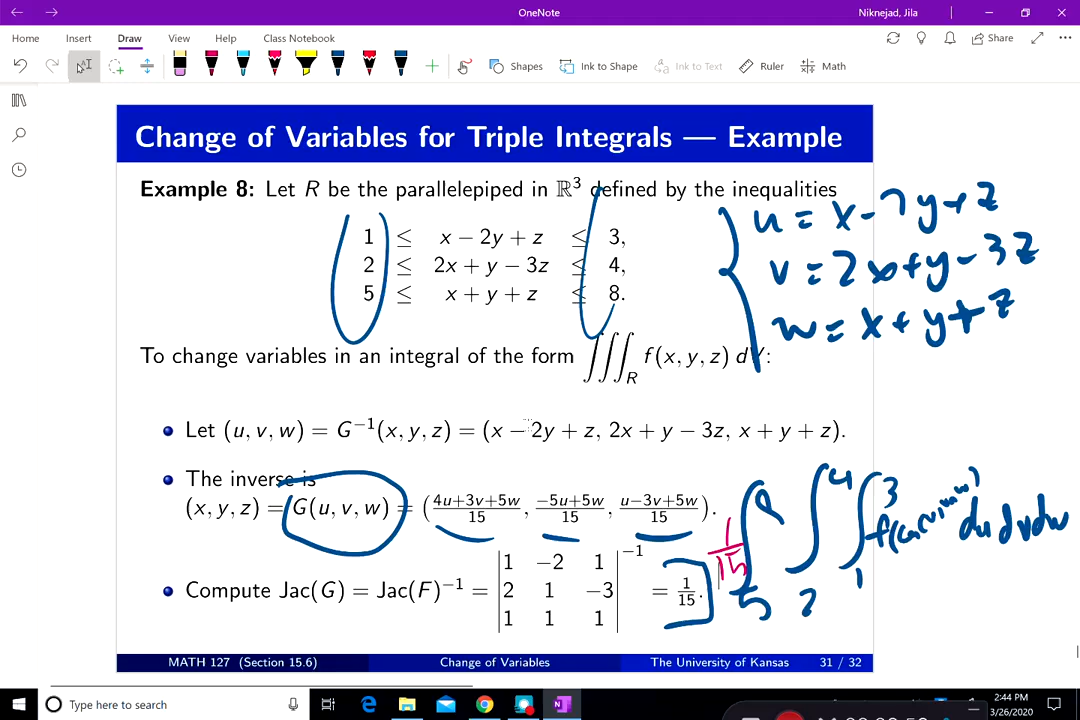 OneNote
Niknejad, Jila
Home Insert Draw View Help Class Notebook
Share
Shapes Ink to Shape Ink to Text Ruler Math
Change of Variables for Triple Integrals — Example
Example 8: Let R be the parallelepiped in ℝ³ defined by the inequalities
1 ≤ x − 2y + z ≤ 3,
2 ≤ 2x + y − 3z ≤ 4,
5 ≤ x + y + z ≤ 8.
u = x - 2y + z
v = 2x + y - 3z
w = x + y + z
To change variables in an integral of the form ∭_R f(x, y, z) dV:
• Let (u, v, w) = G⁻¹(x, y, z) = (x − 2y + z, 2x + y − 3z, x + y + z).
• The inverse is
(x, y, z) = G(u, v, w) = ((4u+3v+5w)/15, (−5u+5w)/15, (u−3v+5w)/15).
1/15 ∫_5^8 ∫_2^4 ∫_1^3 f(G(u,v,w)) du dv dw
• Compute Jac(G) = Jac(F)⁻¹ = |1 −2 1; 2 1 −3; 1 1 1|⁻¹ = 1/15.
MATH 127 (Section 15.6) Change of Variables The University of Kansas 31 / 32
Type here to search
2:44 PM
3/26/2020